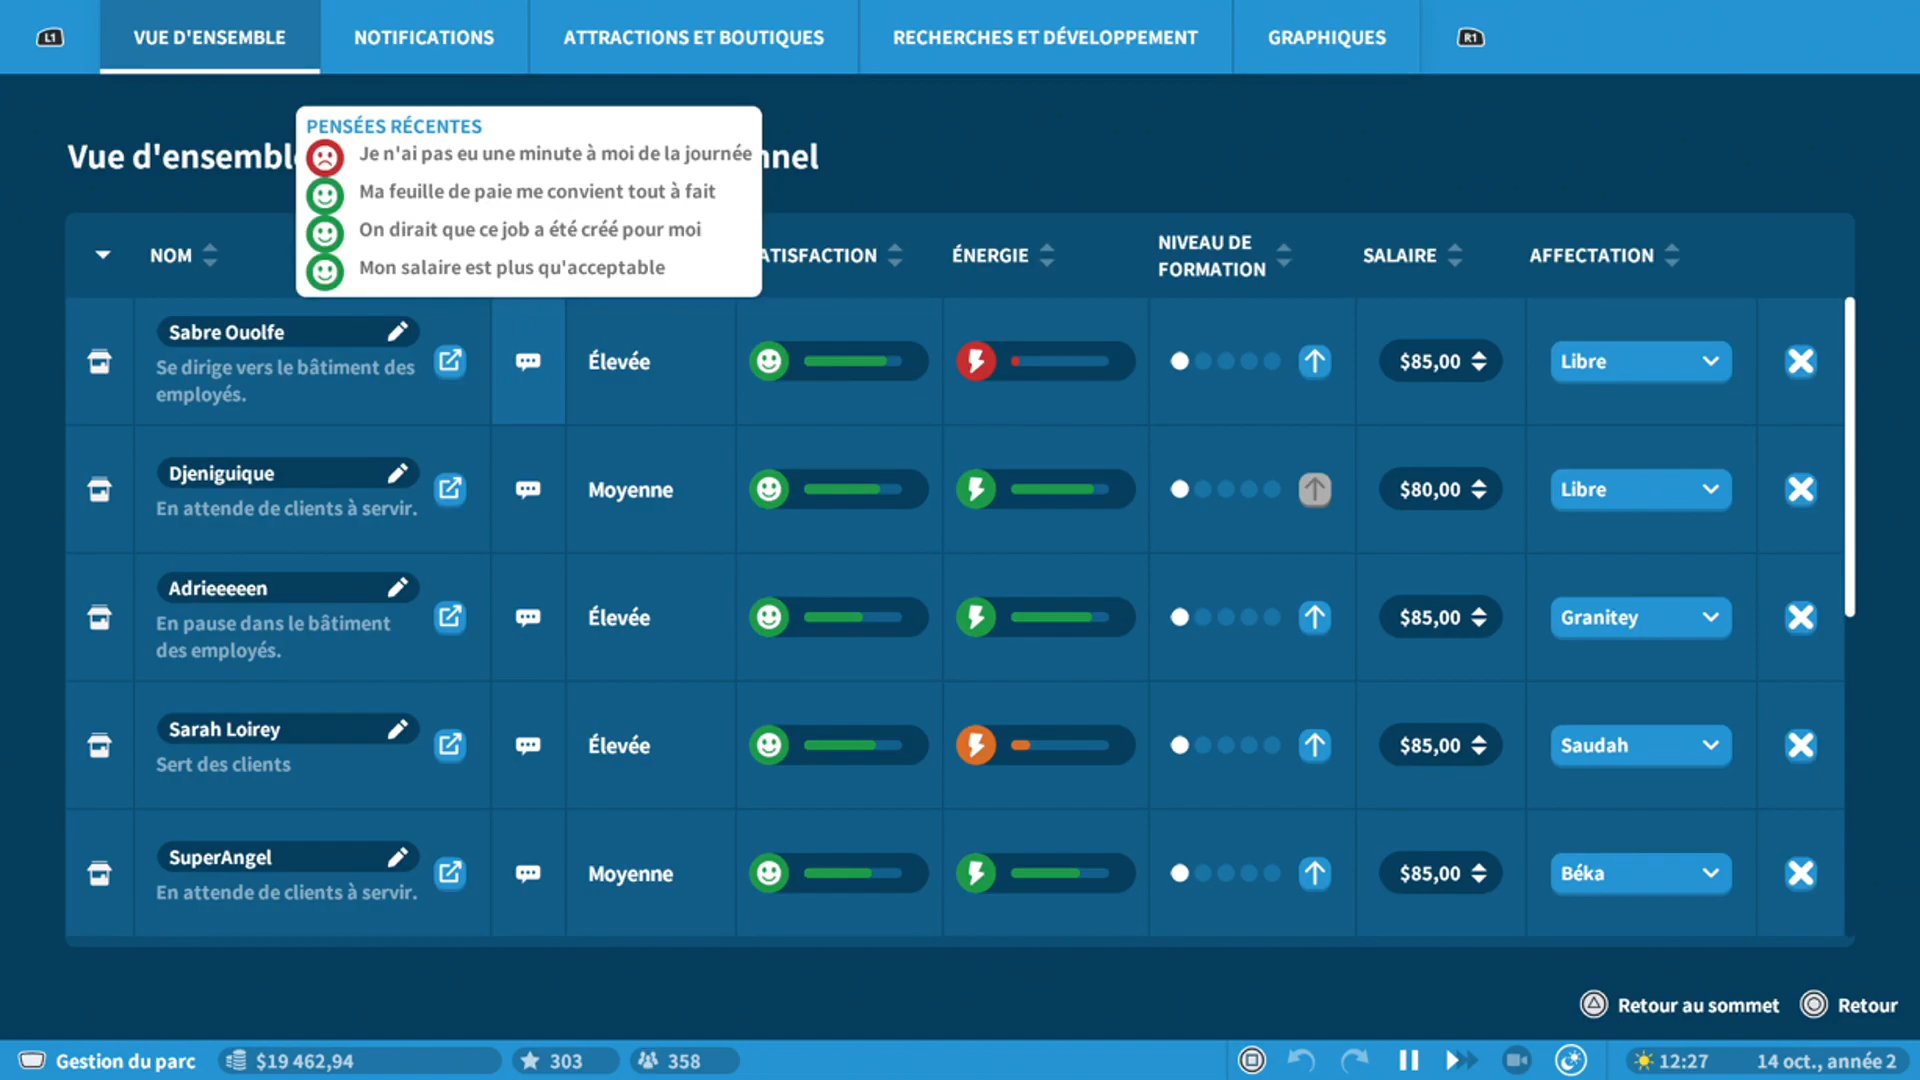 L1
VUE D'ENSEMBLE
NOTIFICATIONS
ATTRACTIONS ET BOUTIQUES
RECHERCHES ET DÉVELOPPEMENT
GRAPHIQUES
R1
PENSÉES RÉCENTES
Je n'ai pas eu une minute à moi de la journée
Ma feuille de paie me convient tout à fait
On dirait que ce job a été créé pour moi
Mon salaire est plus qu'acceptable
Vue d'ensembl
nnel
NOM
ATISFACTION
ÉNERGIE
NIVEAU DE
FORMATION
SALAIRE
AFFECTATION
Sabre Ouolfe
Se dirige vers le bâtiment des
employés.
Élevée
$85,00
Libre
Djeniguique
En attende de clients à servir.
Moyenne
$80,00
Libre
Adrieeeeen
En pause dans le bâtiment
des employés.
Élevée
$85,00
Granitey
Sarah Loirey
Sert des clients
Élevée
$85,00
Saudah
SuperAngel
En attende de clients à servir.
Moyenne
$85,00
Béka
Retour au sommet
Retour
Gestion du parc
$19 462,94
303
358
12:27
14 oct., année 2